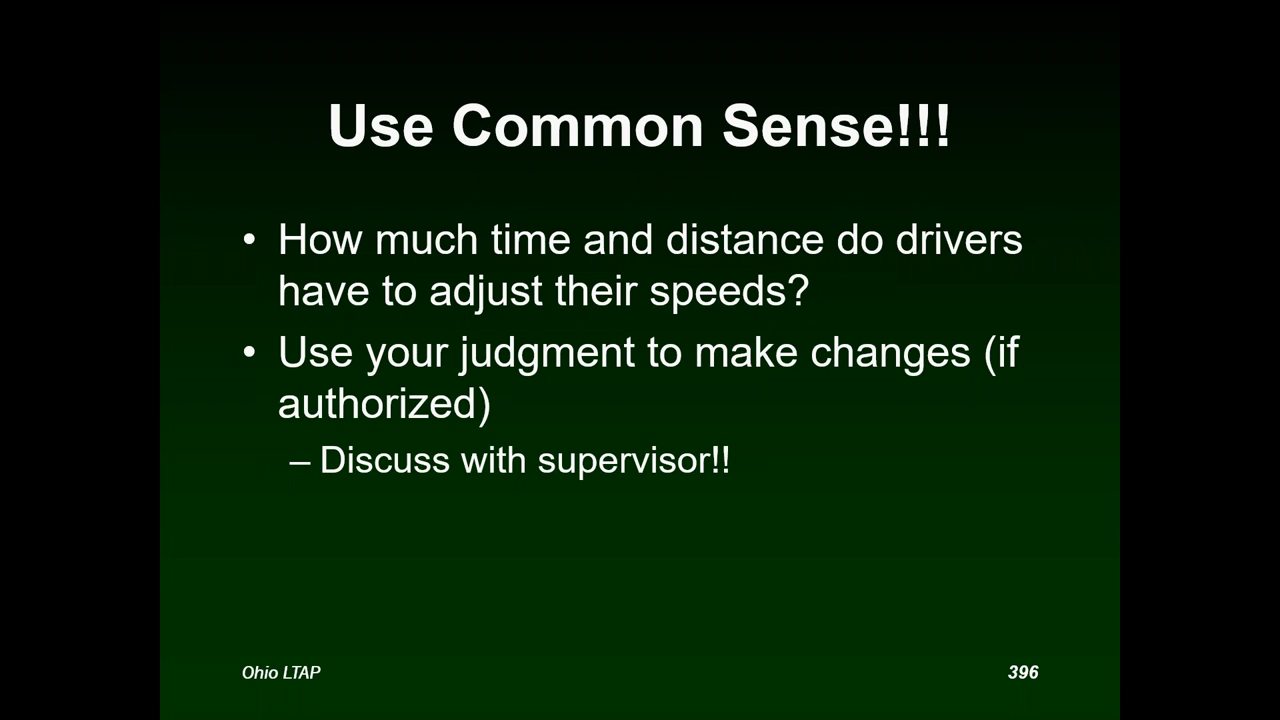 Use Common Sense!!!
• How much time and distance do drivers
have to adjust their speeds?
• Use your judgment to make changes (if
authorized)
– Discuss with supervisor!!
Ohio LTAP
396